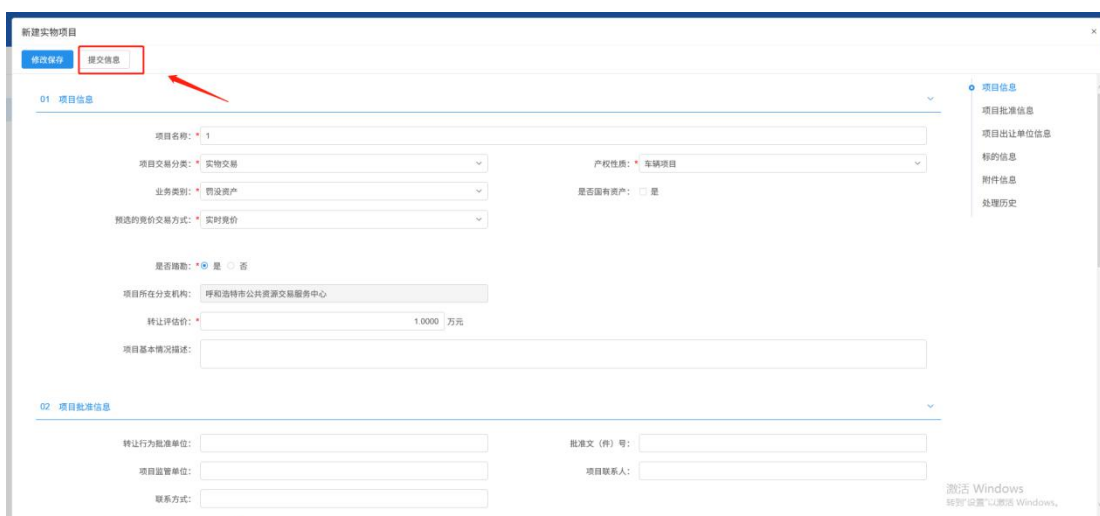 新建实物项目 ×
修改保存 提交信息
01 项目信息
项目名称: * 1
项目交易分类: * 实物交易 产权性质: * 车辆项目
业务类别: * 罚没资产 是否国有资产: 是
预选的竞价交易方式: * 实时竞价
是否踏勘: * 是 否
项目所在分支机构: 呼和浩特市公共资源交易服务中心
转让评估价: * 1.0000 万元
项目基本情况描述:
02 项目批准信息
转让行为批准单位: 批准文（件）号:
项目监管单位: 项目联系人:
联系方式:
项目信息
项目批准信息
项目出让单位信息
标的信息
附件信息
处理历史
激活 Windows
转到"设置"以激活 Windows。